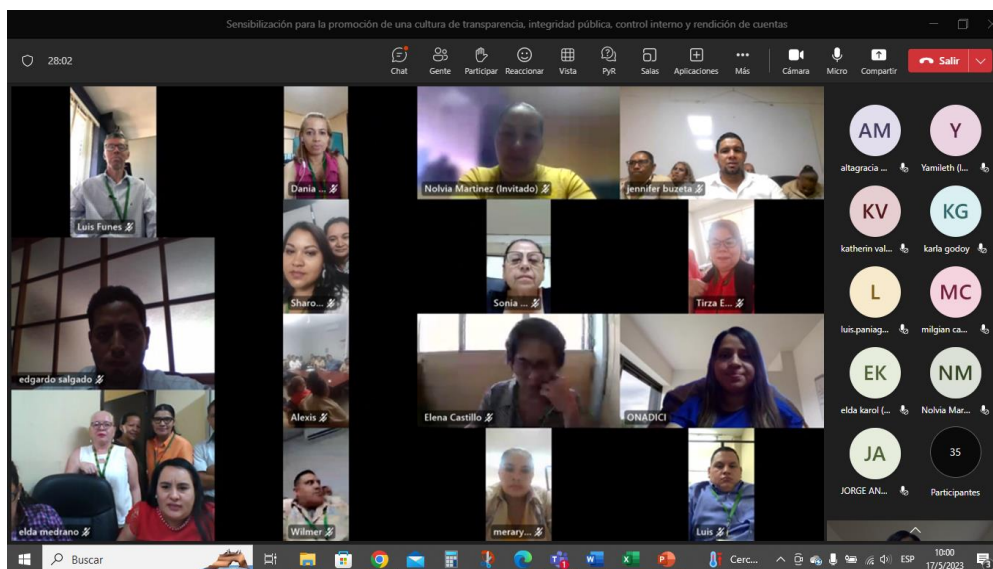 Sensibilización para la promoción de una cultura de transparencia, integridad pública, control interno y rendición de cuentas
28:02
Chat Gente Participar Reaccionar Vista PyR Salas Aplicaciones Más Cámara Micro Compartir Salir
Luis Funes
Dania ...
Nolvia Martinez (Invitado)
jennifer buzeta
edgardo salgado
Sharo...
Sonia ...
Tirza E...
Alexis
Elena Castillo
ONADICI
elda medrano
Wilmer
merary...
Luis
AM Y
altagracia ... Yamileth (I...
KV KG
katherin val... karla godoy
L MC
luis.paniag... milgian ca...
EK NM
elda karol (... Nolvia Mar...
JA 35
JORGE AN... Participantes
Buscar
Cerc...
ESP
10:00
17/5/2023